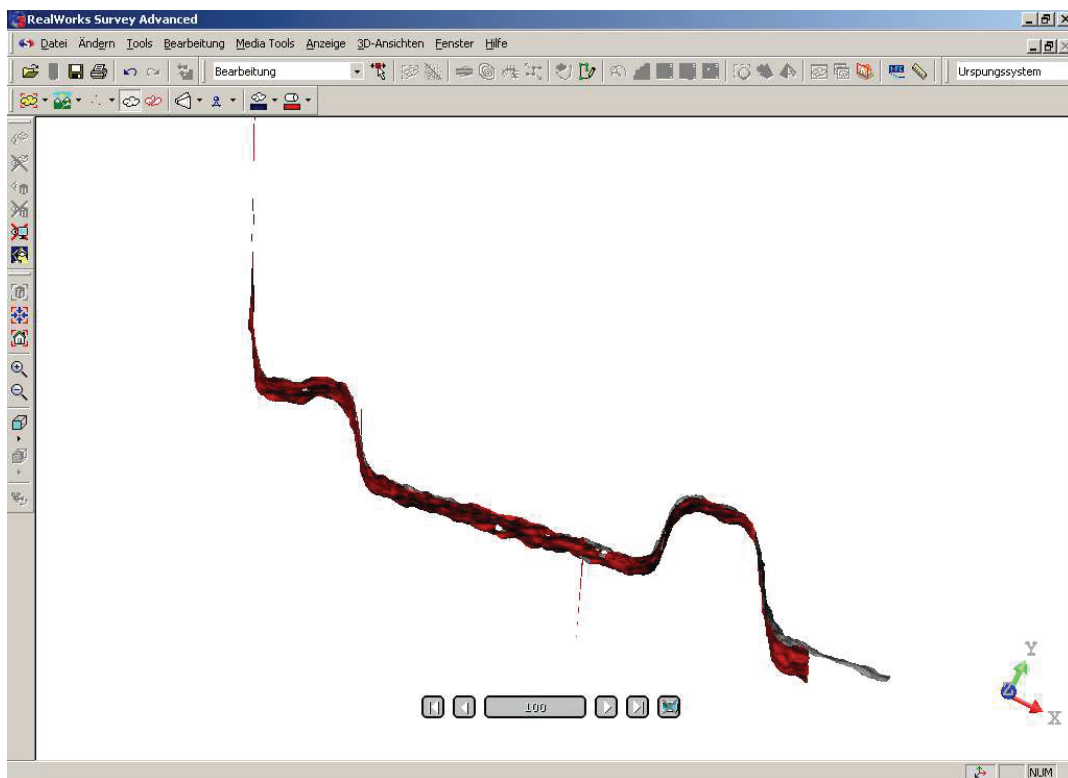 RealWorks Survey Advanced
Datei Ändern Tools Bearbeitung Media Tools Anzeige 3D-Ansichten Fenster Hilfe
Bearbeitung Urspungssystem
100
Y
X
NUM